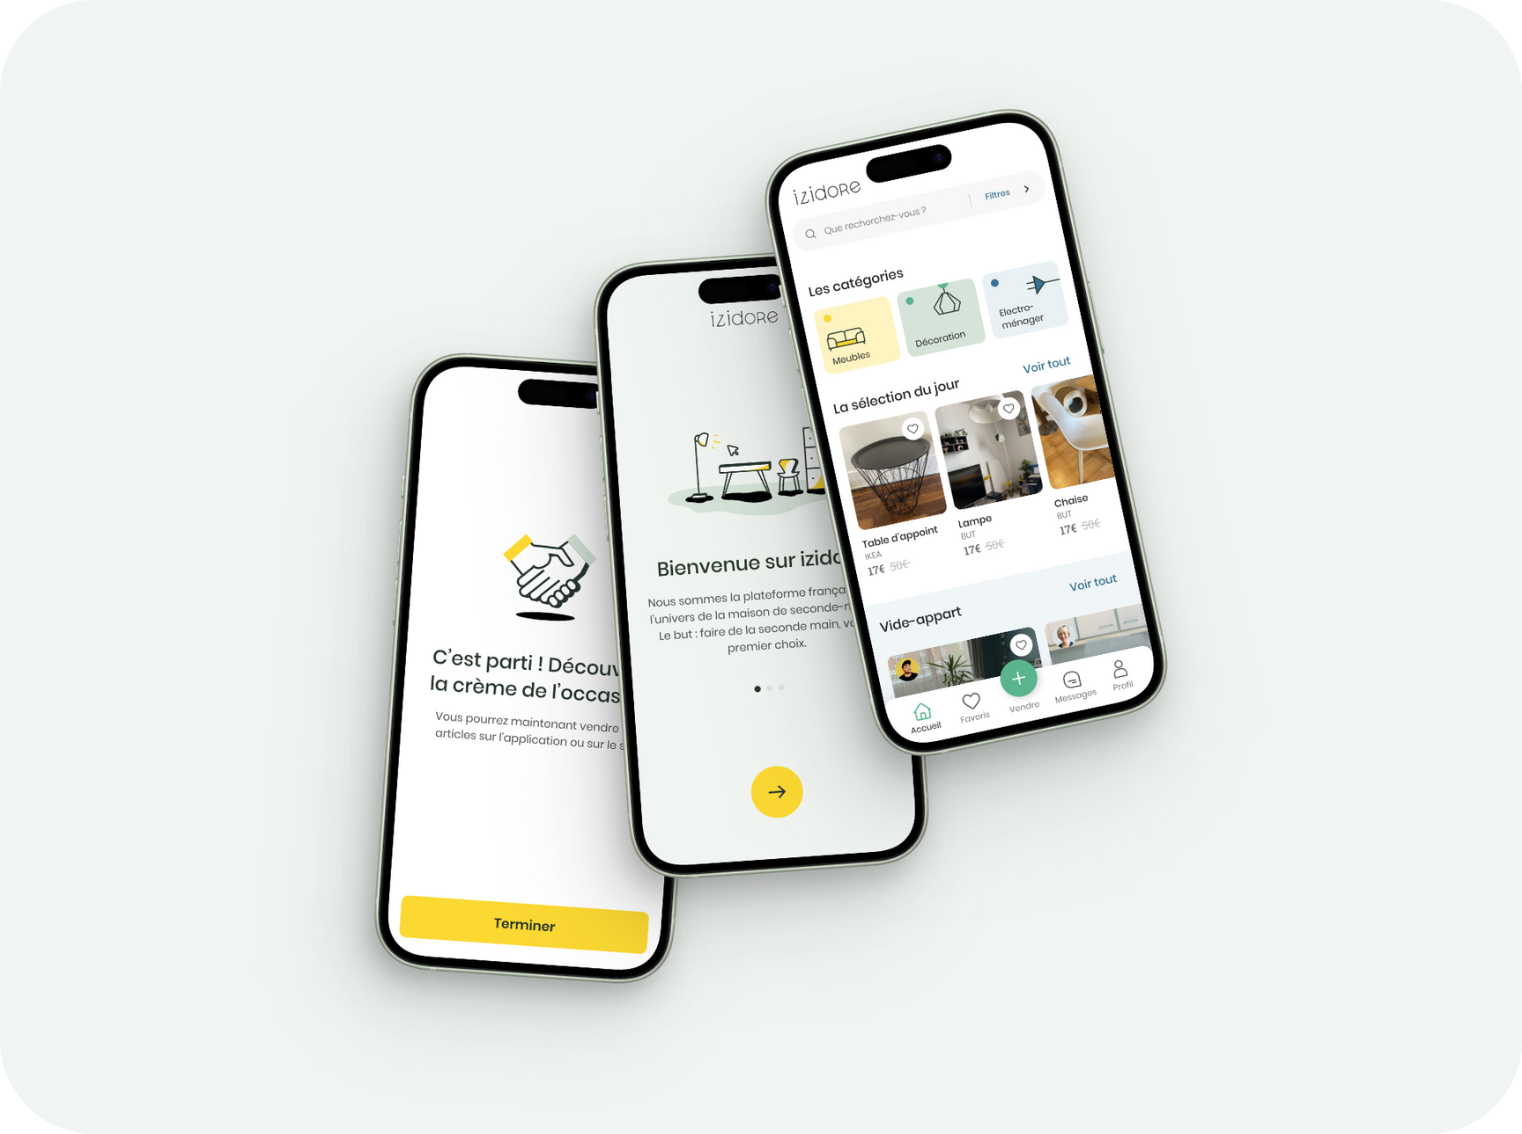 C'est parti ! Découv
la crème de l'occas
Vous pourrez maintenant vendre
articles sur l'application ou sur le s
Terminer
izidore
Bienvenue sur izido
Nous sommes la plateforme frança
l'univers de la maison de seconde-m
Le but : faire de la seconde main, vo
premier choix.
izidore
Que recherchez-vous ?
Filtres
Les catégories
Meubles
Décoration
Electro-
ménager
La sélection du jour
Voir tout
Table d'appoint
IKEA
17€ 50€
Lampe
BUT
17€ 50€
Chaise
BUT
17€ 50€
Vide-appart
Voir tout
Accueil
Favoris
Vendre
Messages
Profil